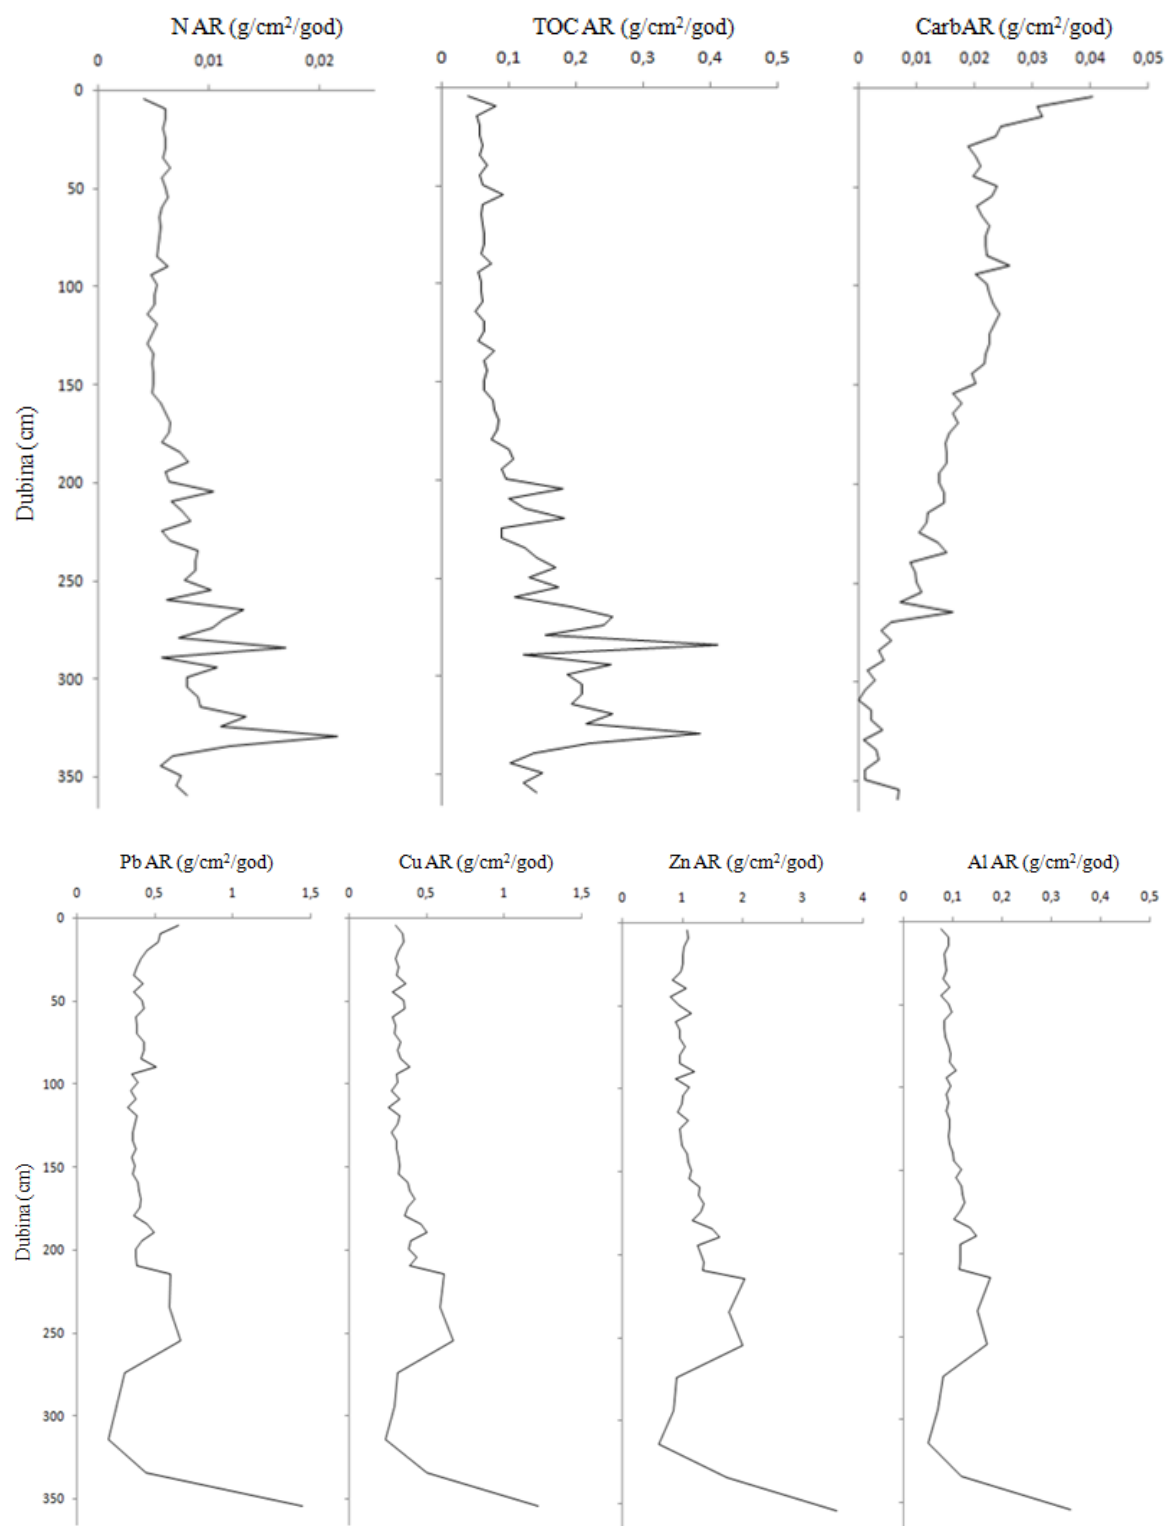 N AR (g/cm²/god) TOC AR (g/cm²/god) CarbAR (g/cm²/god)
0 0,01 0,02 0 0,1 0,2 0,3 0,4 0,5 0 0,01 0,02 0,03 0,04 0,05
0
50
100
150
200
250
300
350
Dubina (cm)
Pb AR (g/cm²/god) Cu AR (g/cm²/god) Zn AR (g/cm²/god) Al AR (g/cm²/god)
0 0,5 1 1,5 0 0,5 1 1,5 0 1 2 3 4 0 0,1 0,2 0,3 0,4 0,5
0
50
100
150
200
250
300
350
Dubina (cm)